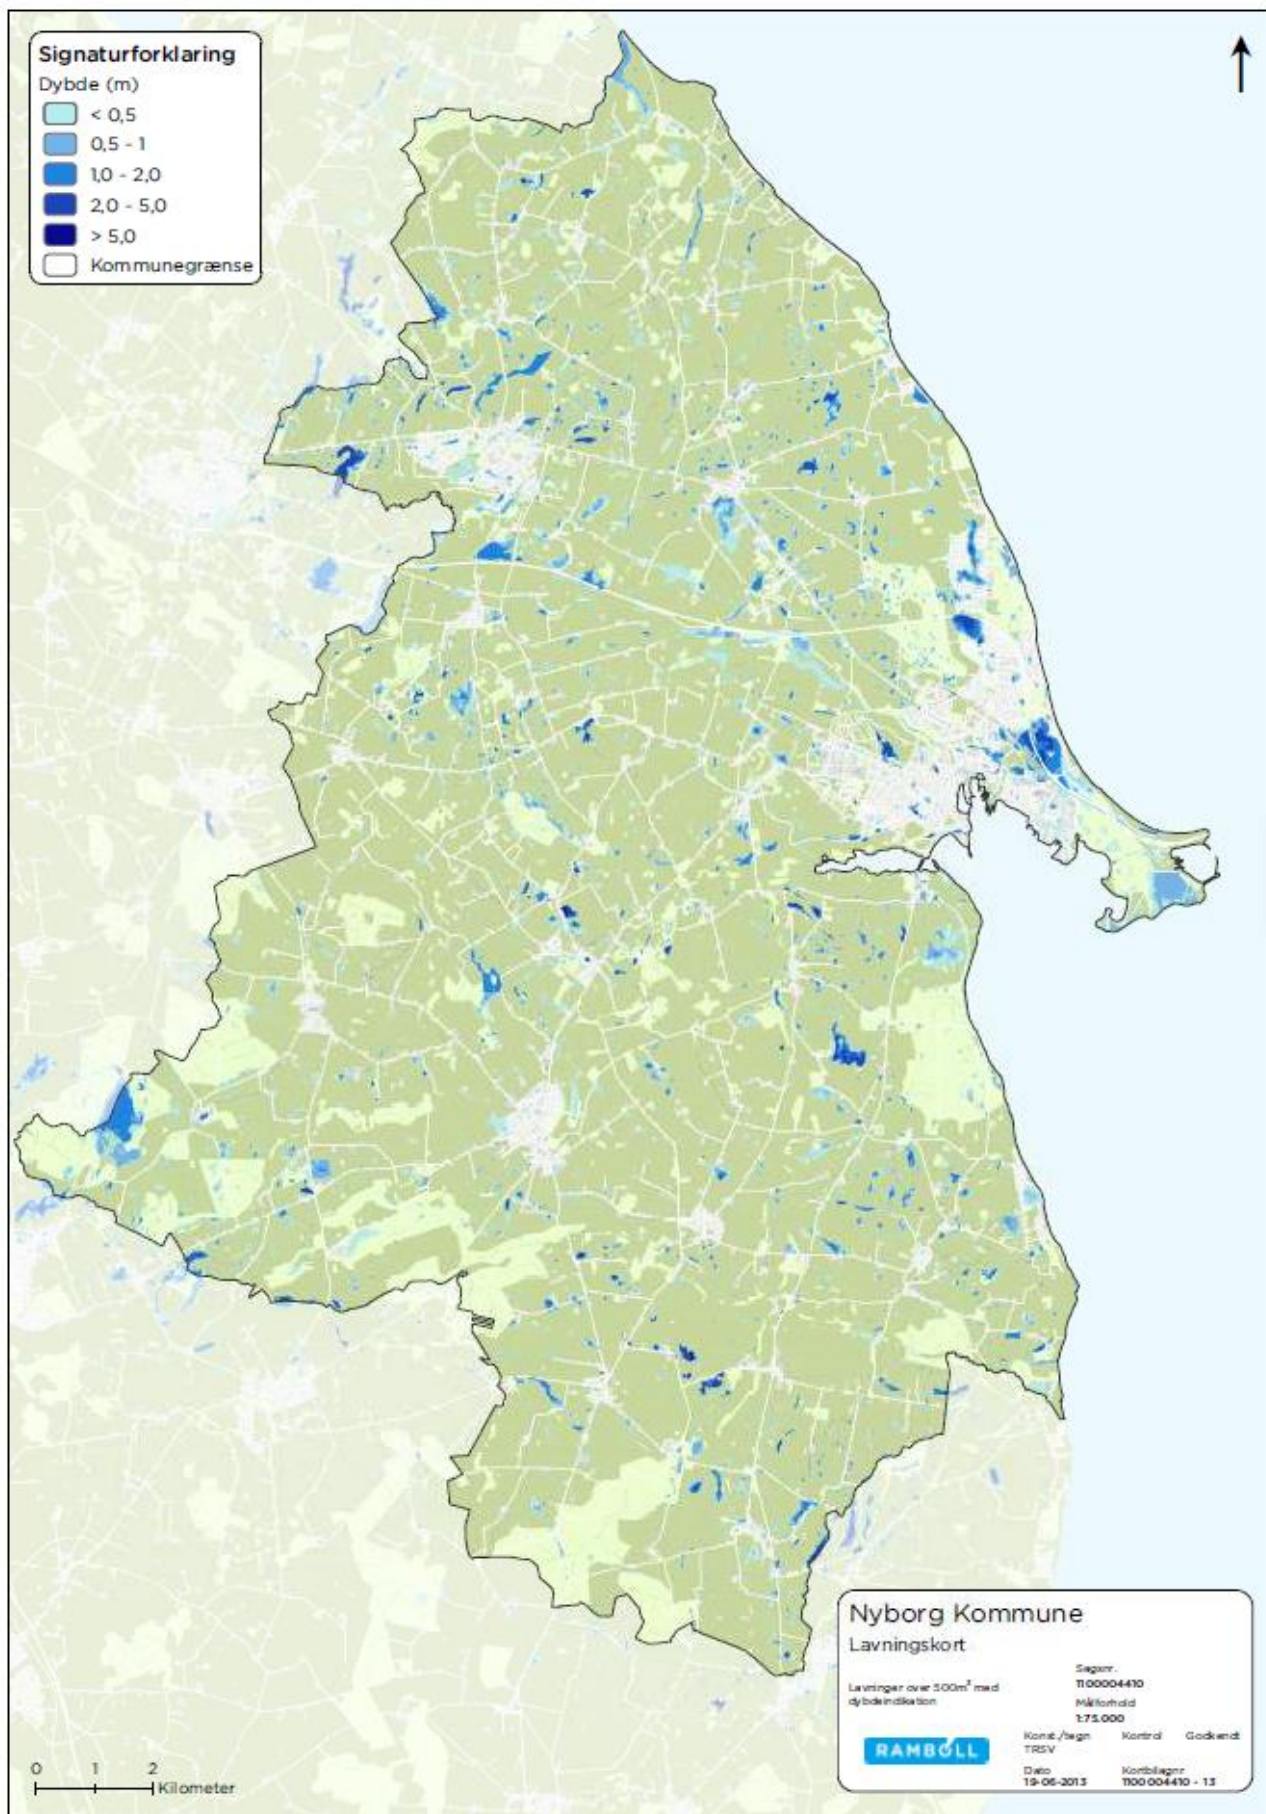 Signaturforklaring
Dybde (m)
< 0,5
0,5 - 1
1,0 - 2,0
2,0 - 5,0
> 5,0
Kommunegrænse
Nyborg Kommune
Lavningskort
Lavninger over 500m³ med
dybdeindikation
Sagsnr.
1100004410
Målforhold
1:75.000
RAMBOLL
Konst./tegn Kontrol Godkendt
TRSV
Dato Kortbilagnr
19-06-2013 1100004410 - 13
0 1 2
Kilometer